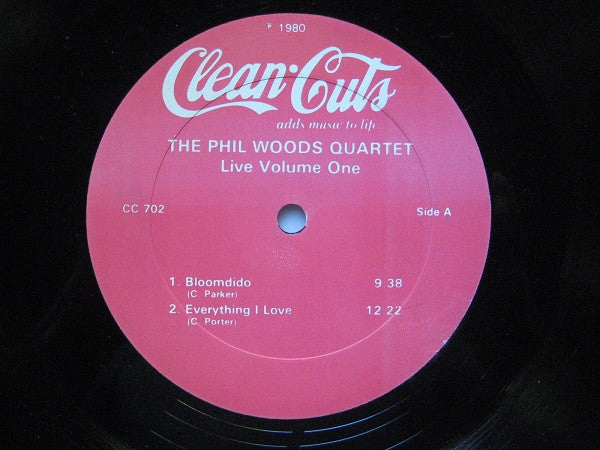 ℗ 1980
Clean·Cuts
adds music to life
THE PHIL WOODS QUARTET
Live Volume One
CC 702 Side A
1. Bloomdido 9 38
(C Parker)
2. Everything I Love 12 22
(C. Porter)